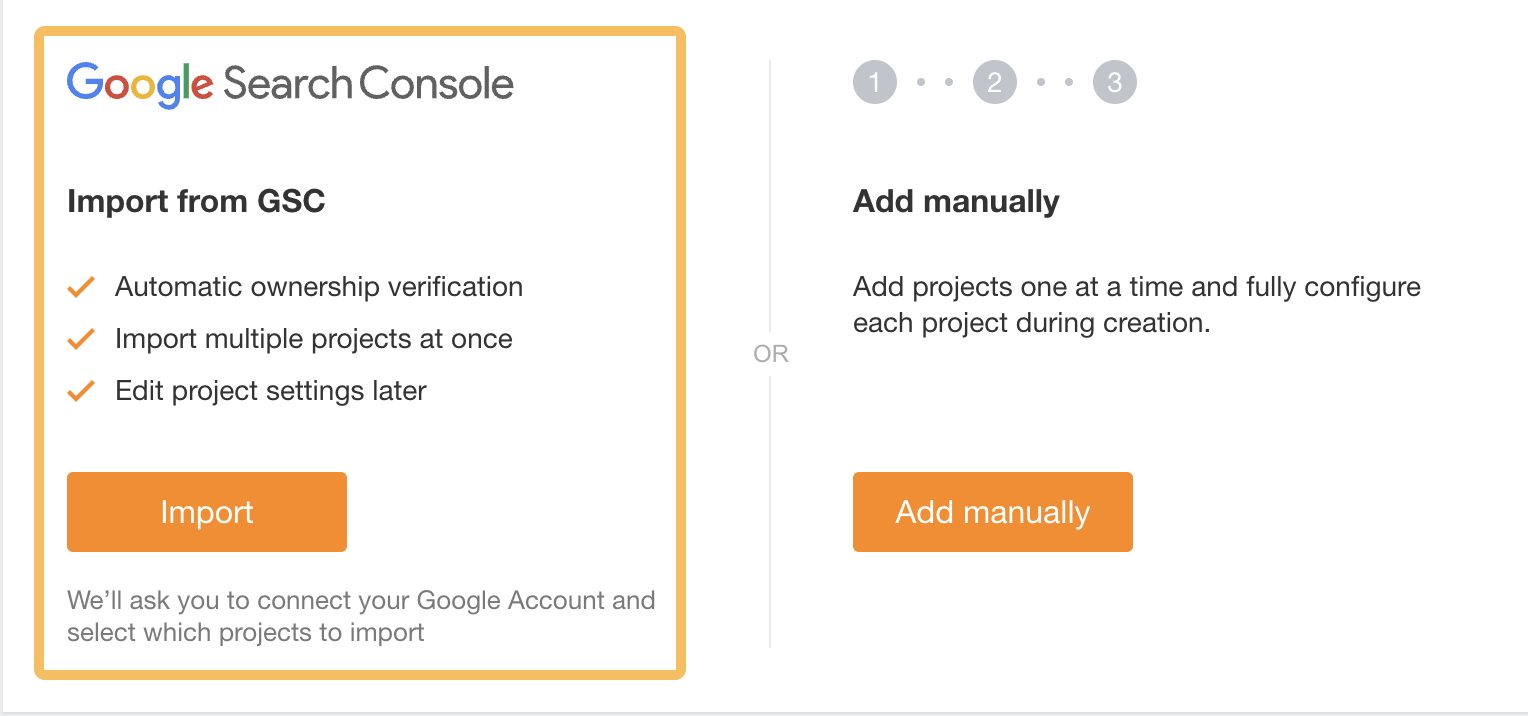 Google Search Console
Import from GSC
Automatic ownership verification
Import multiple projects at once
Edit project settings later
Import
We’ll ask you to connect your Google Account and
select which projects to import
OR
1 2 3
Add manually
Add projects one at a time and fully configure
each project during creation.
Add manually